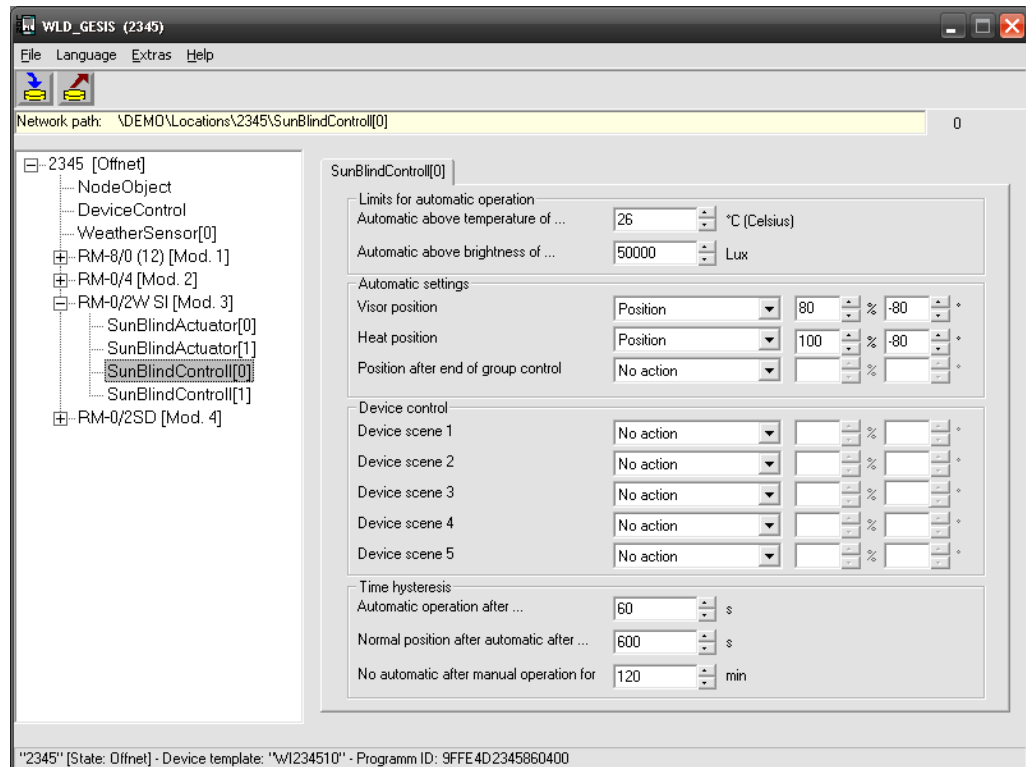 WLD_GESIS (2345)
File Language Extras Help
Network path: \DEMO\Locations\2345\SunBlindControll[0] 0
2345 [Offnet]
NodeObject
DeviceControl
WeatherSensor[0]
RM-8/0 (12) [Mod. 1]
RM-0/4 [Mod. 2]
RM-0/2W SI [Mod. 3]
SunBlindActuator[0]
SunBlindActuator[1]
SunBlindControll[0]
SunBlindControll[1]
RM-0/2SD [Mod. 4]
SunBlindControll[0]
Limits for automatic operation
Automatic above temperature of ... 26 °C (Celsius)
Automatic above brightness of ... 50000 Lux
Automatic settings
Visor position Position 80 % -80 °
Heat position Position 100 % -80 °
Position after end of group control No action % °
Device control
Device scene 1 No action % °
Device scene 2 No action % °
Device scene 3 No action % °
Device scene 4 No action % °
Device scene 5 No action % °
Time hysteresis
Automatic operation after ... 60 s
Normal position after automatic after ... 600 s
No automatic after manual operation for 120 min
"2345" [State: Offnet] - Device template: "WI234510" - Programm ID: 9FFE4D2345860400